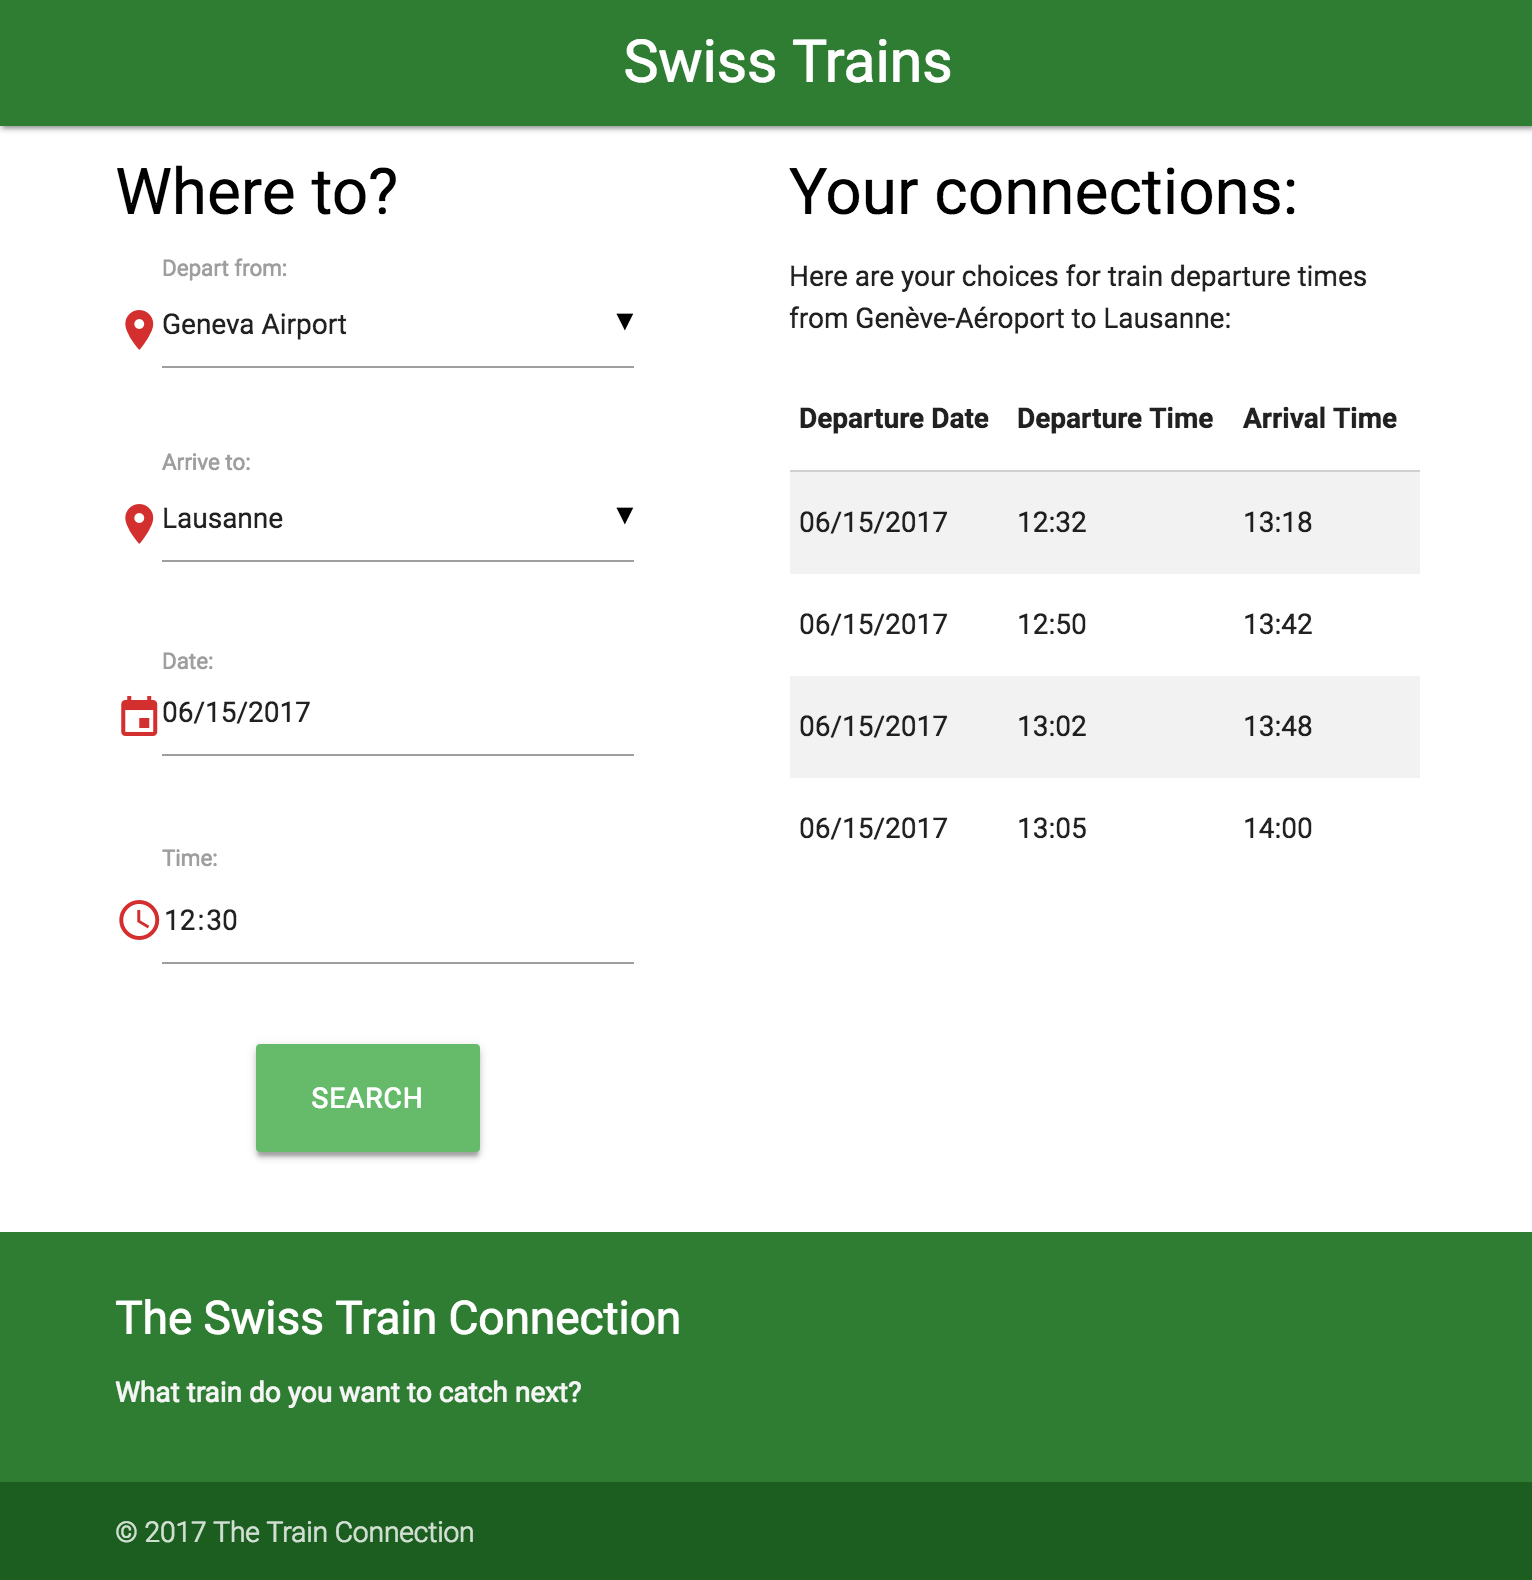 Swiss Trains
Where to?
Depart from:
Geneva Airport
Arrive to:
Lausanne
Date:
06/15/2017
Time:
12:30
SEARCH
Your connections:
Here are your choices for train departure times
from Genève-Aéroport to Lausanne:
Departure Date Departure Time Arrival Time
06/15/2017 12:32 13:18
06/15/2017 12:50 13:42
06/15/2017 13:02 13:48
06/15/2017 13:05 14:00
The Swiss Train Connection
What train do you want to catch next?
© 2017 The Train Connection